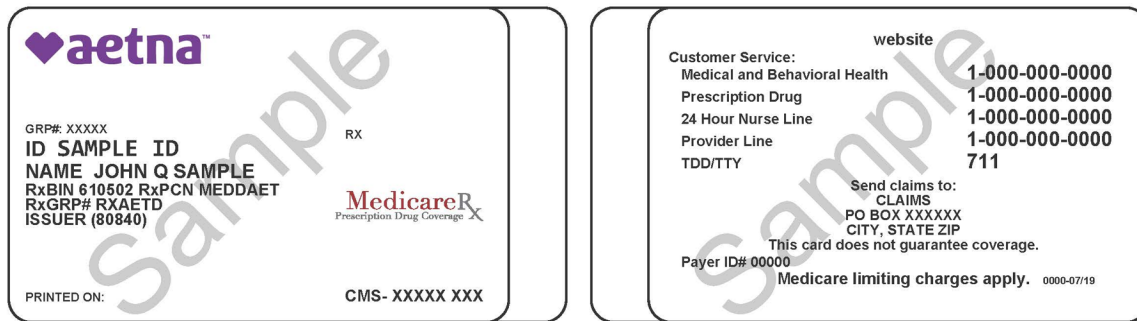 aetna™
GRP#: XXXXX
RX
ID SAMPLE ID
NAME JOHN Q SAMPLE
RxBIN 610502 RxPCN MEDDAET
RxGRP# RXAETD
ISSUER (80840)
MedicareRx
Prescription Drug Coverage
PRINTED ON:
CMS- XXXXX XXX
Sample
website
Customer Service:
Medical and Behavioral Health 1-000-000-0000
Prescription Drug 1-000-000-0000
24 Hour Nurse Line 1-000-000-0000
Provider Line 1-000-000-0000
TDD/TTY 711
Send claims to:
CLAIMS
PO BOX XXXXXX
CITY, STATE ZIP
This card does not guarantee coverage.
Payer ID# 00000
Medicare limiting charges apply. 0000-07/19
Sample